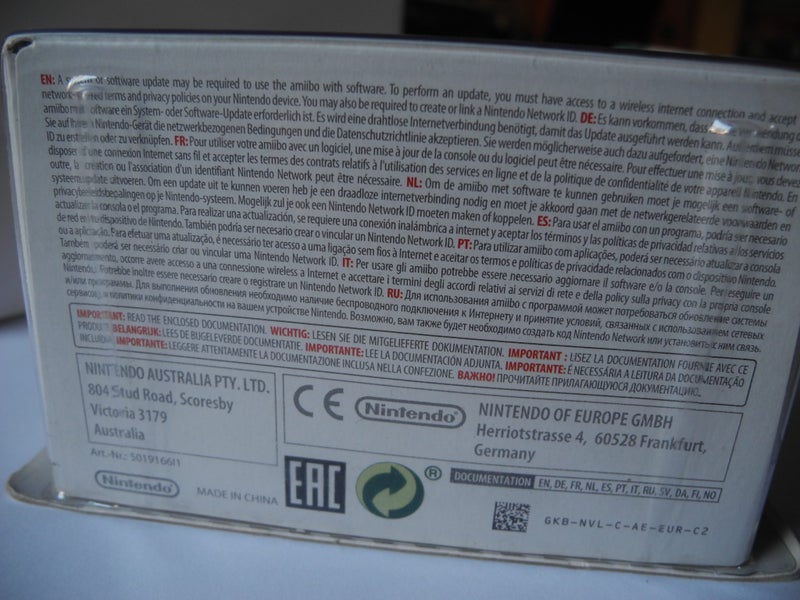 EN: A system or software update may be required to use the amiibo with software. To perform an update, you must have access to a wireless internet connection and accept
network-related terms and privacy policies on your Nintendo device. You may also be required to create or link a Nintendo Network ID. DE: Es kann vorkommen, dass
amiibo ein System- oder Software-Update erforderlich ist. Es wird eine drahtlose Internetverbindung benötigt, damit das Update ausgeführt werden kann. Außerdem müssen
Sie auf Nintendo-Gerät die netzwerkbezogenen Bedingungen und die Datenschutzrichtlinie akzeptieren. Sie werden möglicherweise auch dazu aufgefordert, eine Nintendo Network
ID zu erstellen oder zu verknüpfen. FR: Pour utiliser votre amiibo avec un logiciel, une mise à jour de la console ou du logiciel peut être nécessaire. Pour effectuer une mise à jour, vous devez
disposer d'une connexion Internet sans fil et accepter les termes des contrats relatifs à l'utilisation des services en ligne et de la politique de confidentialité de votre appareil Nintendo. En
outre, la création ou l'association d'un identifiant Nintendo Network peut être nécessaire. NL: Om de amiibo met software te kunnen gebruiken moet je mogelijk een software- of
systeemupdate uitvoeren. Om een update uit te kunnen voeren heb je een draadloze internetverbinding nodig en moet je akkoord gaan met de netwerkgerelateerde voorwaarden en
privacybeleidsbepalingen op je Nintendo-systeem. Mogelijk zul je ook een Nintendo Network ID moeten maken of koppelen. ES: Para usar el amiibo con un programa, podría ser necesario
actualizar la consola o el programa. Para realizar una actualización, se requiere una conexión inalámbrica a internet y aceptar los términos y las políticas de privacidad relativas a los servicios
de red en tu dispositivo de Nintendo. También podría ser necesario crear o vincular un Nintendo Network ID. PT: Para utilizar amiibo com aplicações, poderá ser necessário atualizar a consola
ou a aplicação. Para efetuar uma atualização, é necessário ter acesso a uma ligação sem fios à Internet e aceitar os termos e políticas de privacidade relacionados com o dispositivo Nintendo.
Também poderá ser necessário criar ou vincular uma Nintendo Network ID. IT: Per usare gli amiibo potrebbe essere necessario aggiornare il software e/o la console. Per eseguire un
aggiornamento, occorre avere accesso a una connessione wireless a Internet e accettare i termini degli accordi relativi ai servizi di rete e della policy sulla privacy con la propria console
Nintendo. Potrebbe inoltre essere necessario creare o registrare un Nintendo Network ID. RU: Для использования amiibo с программой может потребоваться обновление системы
и/или программы. Для выполнения обновления необходимо наличие беспроводного подключения к Интернету и принятие условий, связанных с использованием сетевых
сервисов, и политики конфиденциальности на вашем устройстве Nintendo. Возможно, вам также будет необходимо создать код Nintendo Network или установить с ним связь.
IMPORTANT: READ THE ENCLOSED DOCUMENTATION. WICHTIG: LESEN SIE DIE MITGELIEFERTE DOKUMENTATION. IMPORTANT : LISEZ LA DOCUMENTATION FOURNIE AVEC CE
PRODUIT. BELANGRIJK: LEES DE BIJGELEVERDE DOCUMENTATIE. IMPORTANTE: LEE LA DOCUMENTACIÓN ADJUNTA. IMPORTANTE: É NECESSÁRIA A LEITURA DA DOCUMENTAÇÃO
INCLUÍDA. IMPORTANTE: LEGGERE ATTENTAMENTE LA DOCUMENTAZIONE INCLUSA NELLA CONFEZIONE. ВАЖНО! ПРОЧИТАЙТЕ ПРИЛАГАЮЩУЮСЯ ДОКУМЕНТАЦИЮ.
NINTENDO AUSTRALIA PTY. LTD.
804 Stud Road, Scoresby
Victoria 3179
Australia
CE Nintendo®
NINTENDO OF EUROPE GMBH
Herriotstrasse 4, 60528 Frankfurt,
Germany
Art.-Nr.: 50191661I
Nintendo
MADE IN CHINA
EAC
®
DOCUMENTATION EN, DE, FR, NL, ES, PT, IT, RU, SV, DA, FI, NO
GKB-NVL-C-AE-EUR-C2